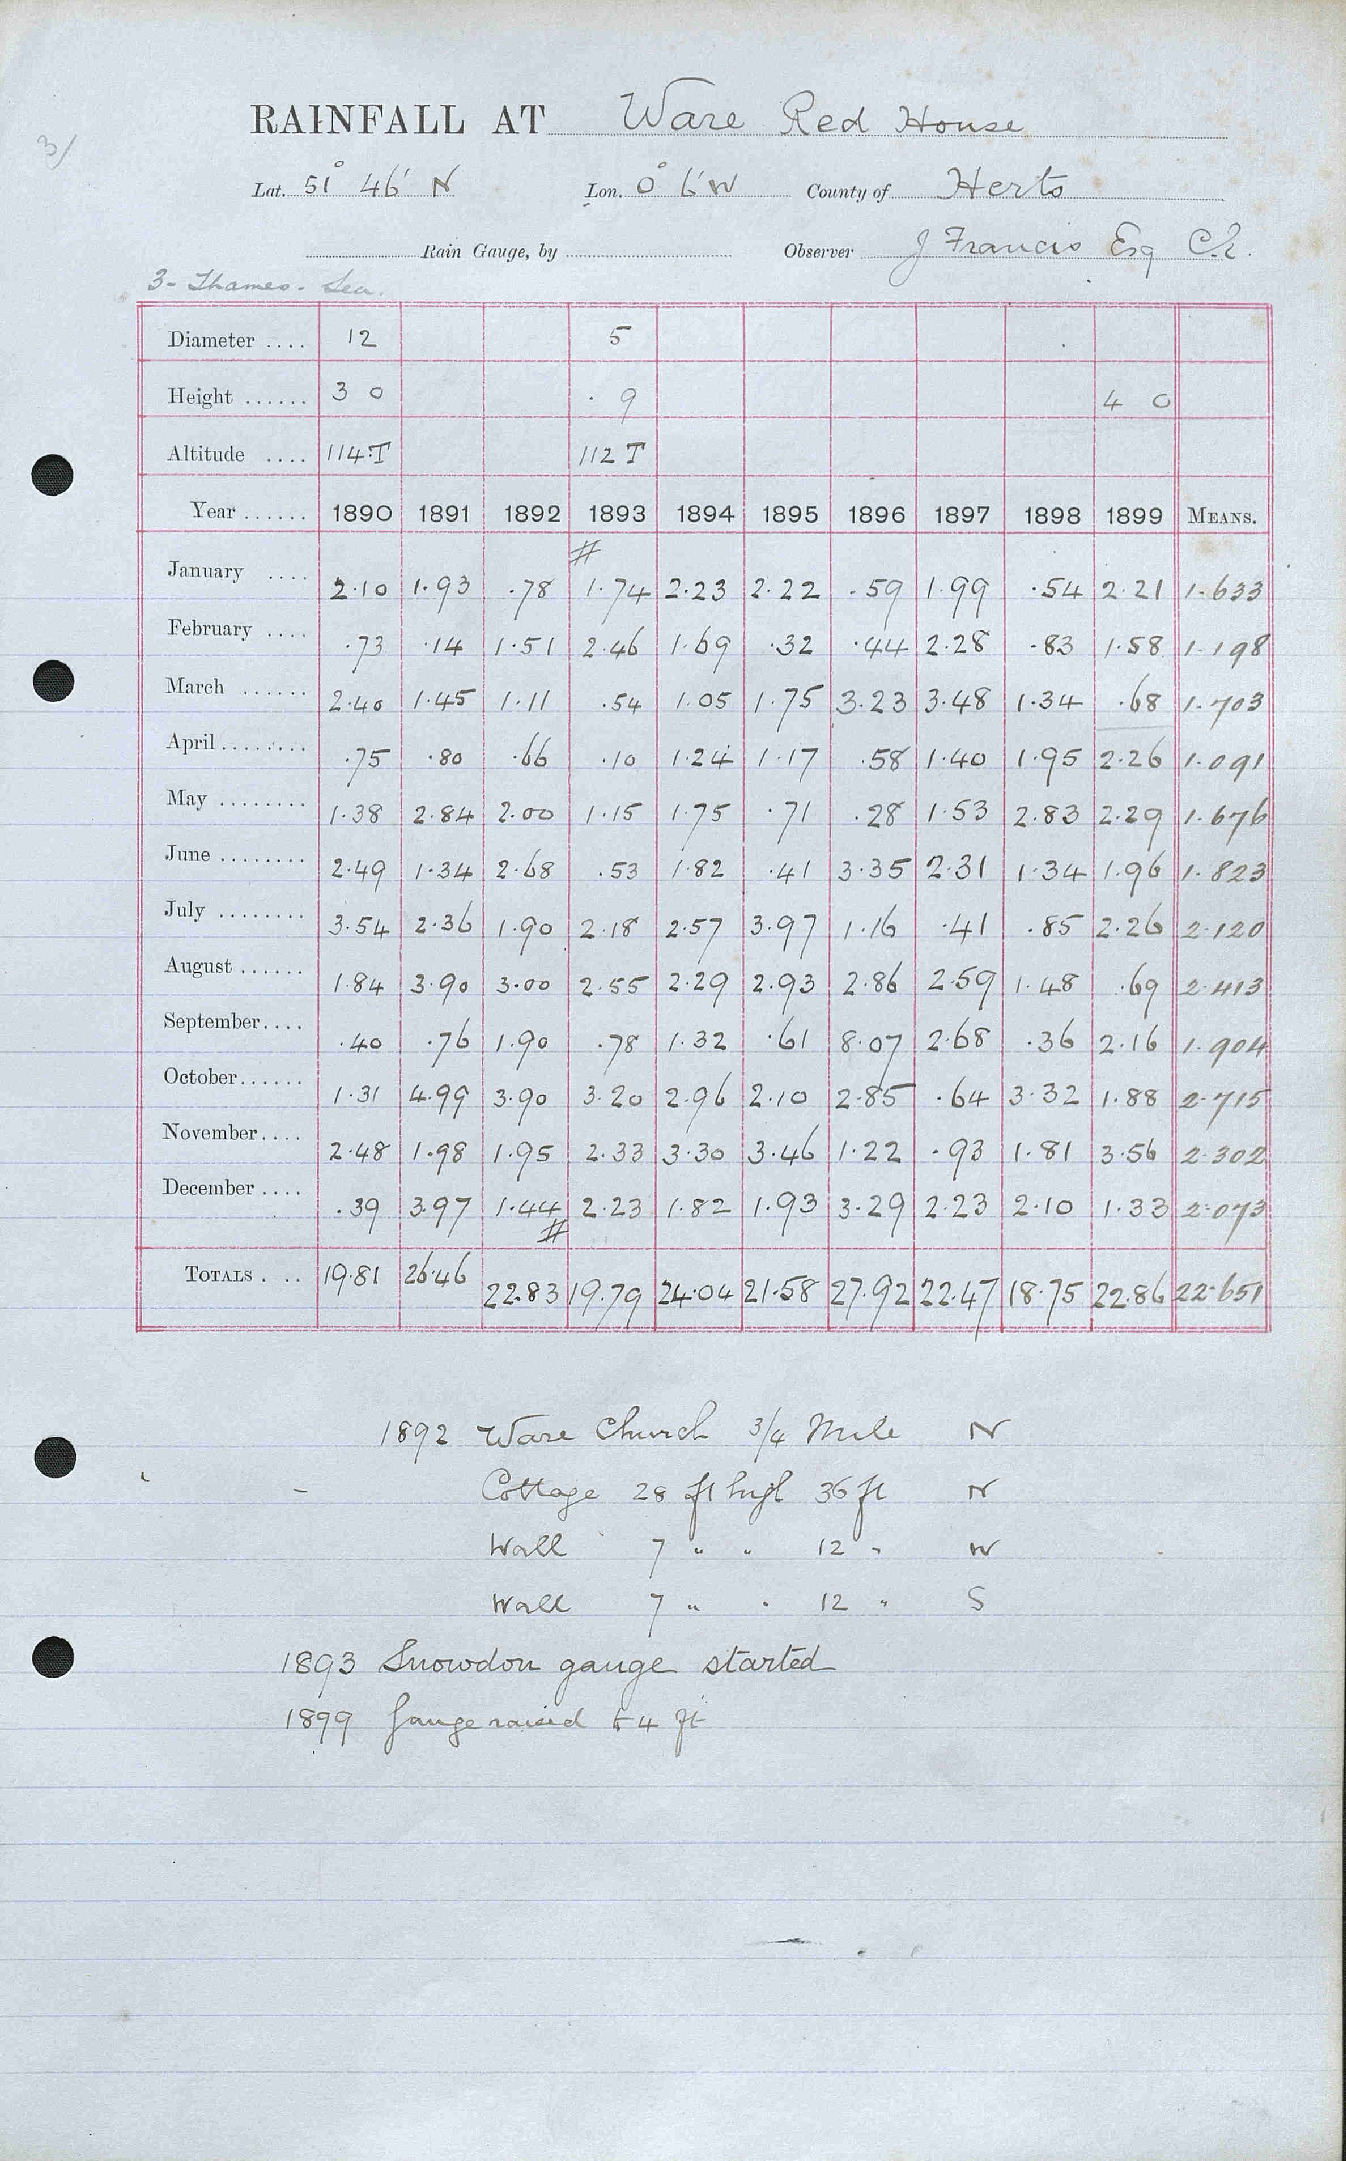 3/
RAINFALL AT Ware Red House
Lat. 51° 46' N Lon. 0° 6' W County of Herts
Rain Gauge, by Observer J Francis Esq C.E.
3 - Thames - Lea.
Diameter .... 12 5
Height ...... 3 0 . 9 4 0
Altitude .... 114.T 112 T
Year ...... 1890 1891 1892 1893 1894 1895 1896 1897 1898 1899 MEANS.
#
January .... 2.10 1.93 .78 1.74 2.23 2.22 .59 1.99 .54 2.21 1.633
February .... .73 .14 1.51 2.46 1.69 .32 .44 2.28 .83 1.58 1.198
March ...... 2.40 1.45 1.11 .54 1.05 1.75 3.23 3.48 1.34 .68 1.703
April ........ .75 .80 .66 .10 1.24 1.17 .58 1.40 1.95 2.26 1.091
May ........ 1.38 2.84 2.00 1.15 1.75 .71 .28 1.53 2.83 2.29 1.676
June ........ 2.49 1.34 2.68 .53 1.82 .41 3.35 2.31 1.34 1.96 1.823
July ........ 3.54 2.36 1.90 2.18 2.57 3.97 1.16 .41 .85 2.26 2.120
August ...... 1.84 3.90 3.00 2.55 2.29 2.93 2.86 2.59 1.48 .69 2.413
September.... .40 .76 1.90 .78 1.32 .61 8.07 2.68 .36 2.16 1.904
October...... 1.31 4.99 3.90 3.20 2.96 2.10 2.85 .64 3.32 1.88 2.715
November.... 2.48 1.98 1.95 2.33 3.30 3.46 1.22 .93 1.81 3.56 2.302
December .... .39 3.97 1.44 2.23 1.82 1.93 3.29 2.23 2.10 1.33 2.073
#
TOTALS . .. 19.81 26.46 22.83 19.79 24.04 21.58 27.92 22.47 18.75 22.86 22.651
1892 Ware Church 3/4 Mile N
Cottage 28 ft high 36 ft N
Wall 7 " " 12 " W
Wall 7 " " 12 " S
1893 Snowdon gauge started
1899 Gauge raised to 4 ft